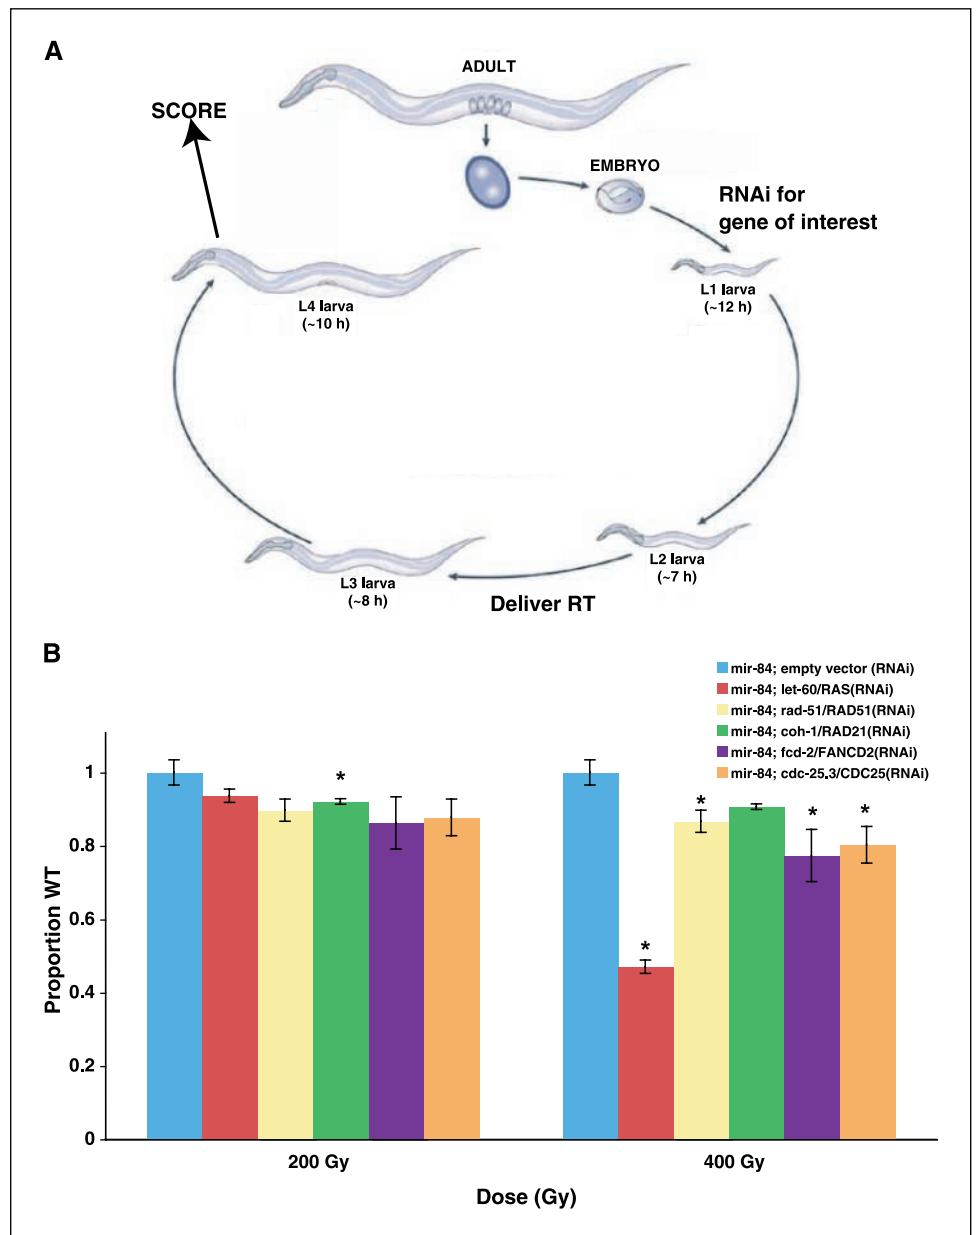 A
ADULT
SCORE
EMBRYO
RNAi for
gene of interest
L1 larva
(~12 h)
L4 larva
(~10 h)
L2 larva
(~7 h)
L3 larva
(~8 h)
Deliver RT
B
mir-84; empty vector (RNAi)
mir-84; let-60/RAS(RNAi)
mir-84; rad-51/RAD51(RNAi)
mir-84; coh-1/RAD21(RNAi)
mir-84; fcd-2/FANCD2(RNAi)
mir-84; cdc-25.3/CDC25(RNAi)
Proportion WT
1
0.8
0.6
0.4
0.2
0
*
*
*
*
*
200 Gy
400 Gy
Dose (Gy)